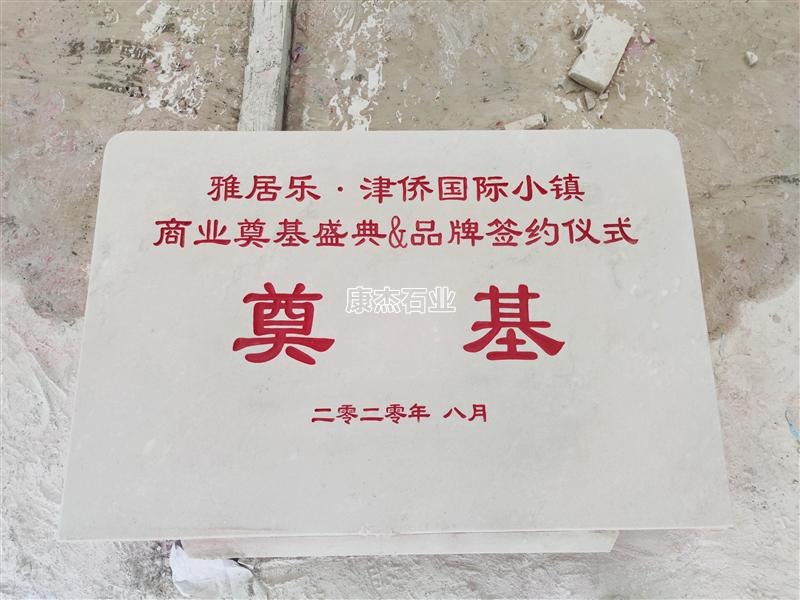 雅居乐·津侨国际小镇
商业奠基盛典&品牌签约仪式
奠 基
康杰石业
二零二零年 八月